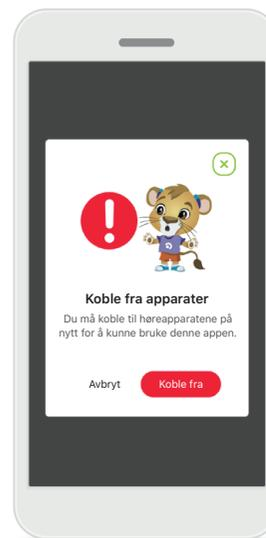 Koble fra apparater
Du må koble til høreapparatene på
nytt for å kunne bruke denne appen.
Avbryt
Koble fra